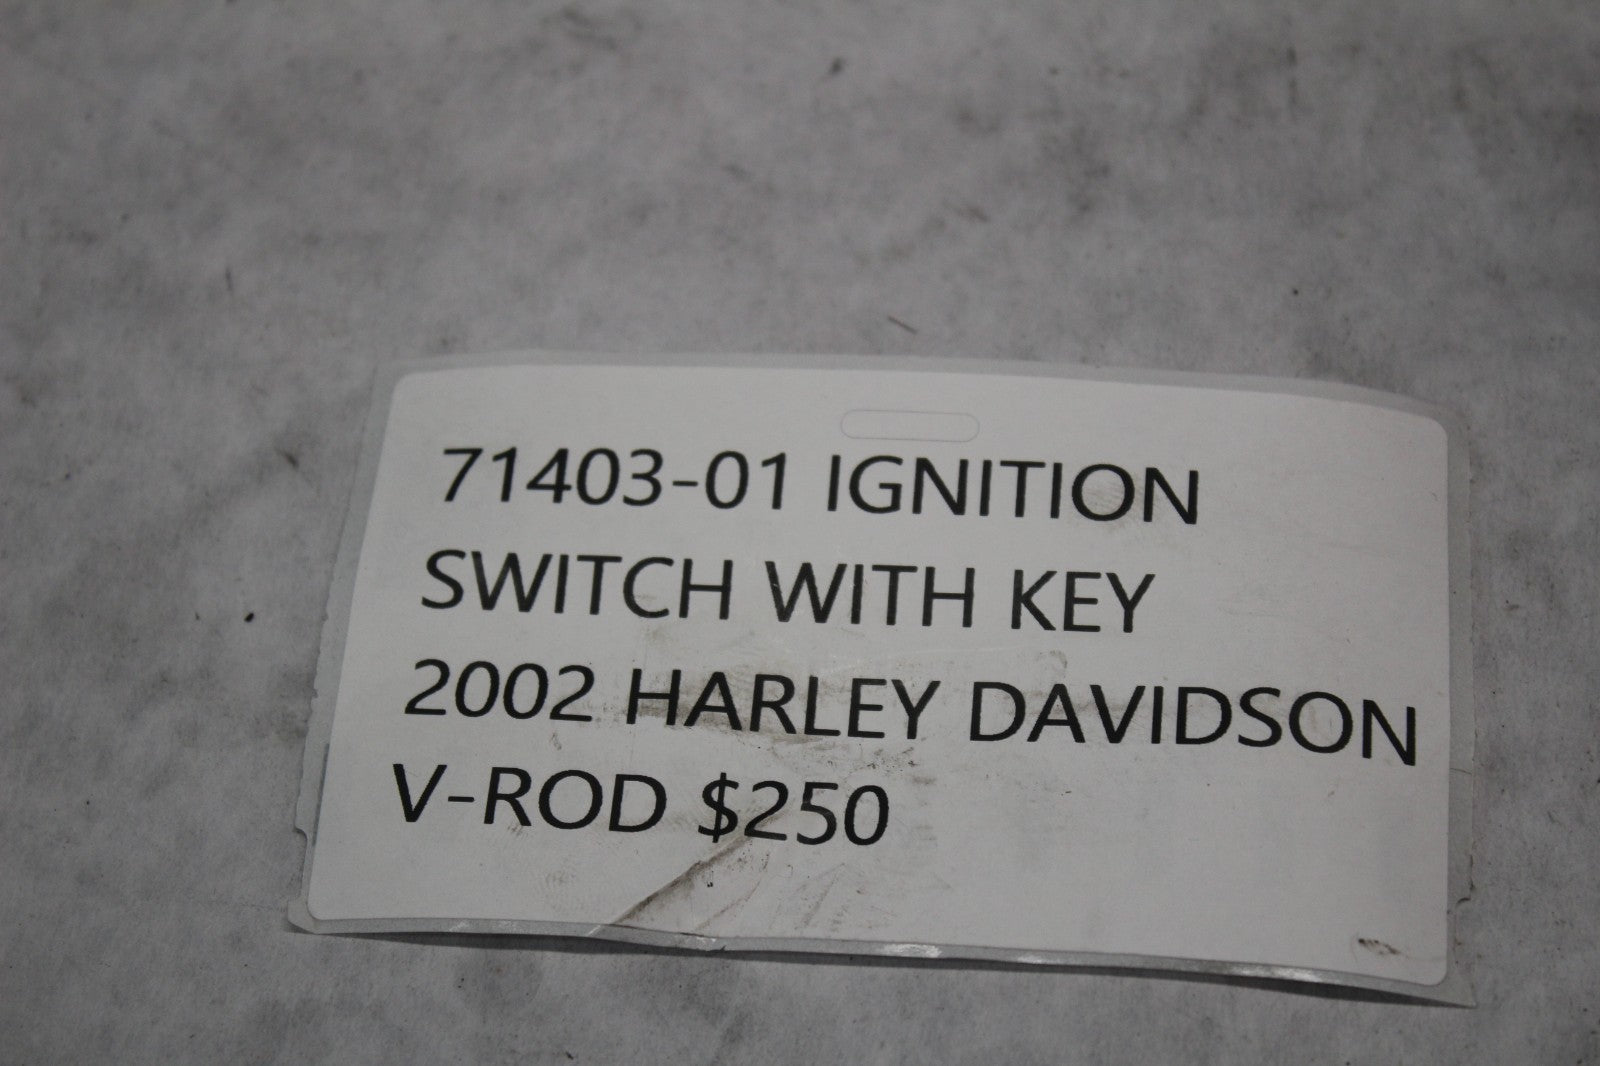 71403-01 IGNITION
SWITCH WITH KEY
2002 HARLEY DAVIDSON
V-ROD $250